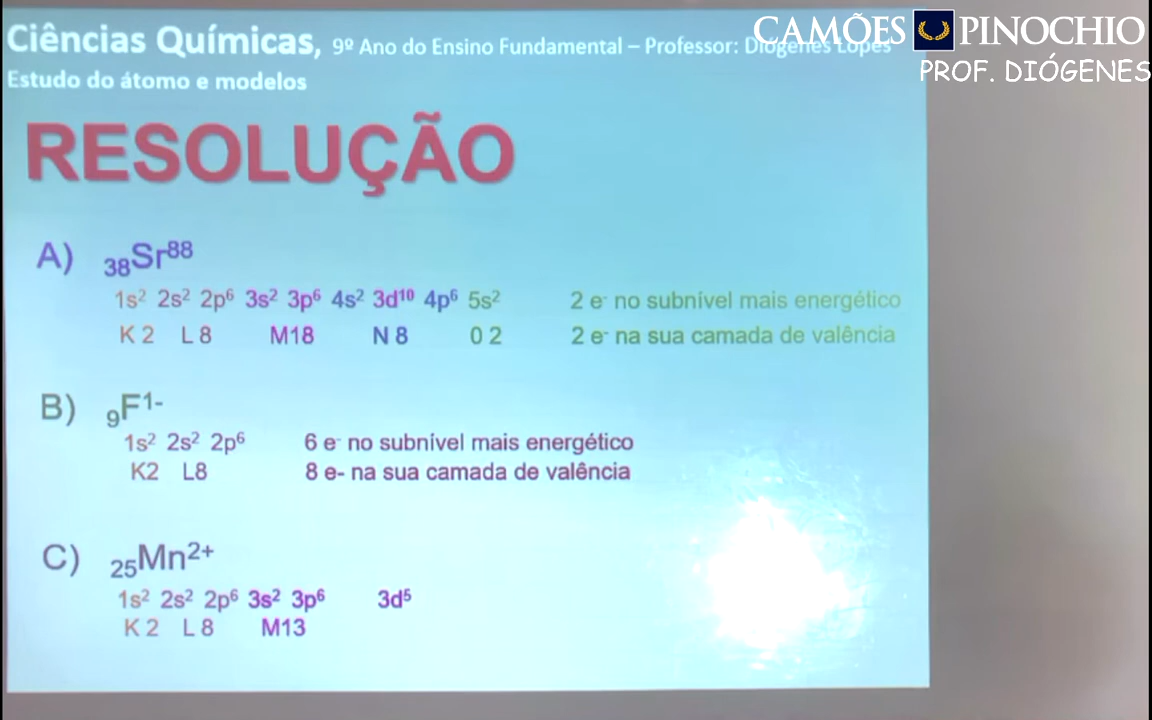 Ciências Químicas, 9º Ano do Ensino Fundamental – Professor: Diógenes Lopes
CAMÕES PINOCHIO
PROF. DIÓGENES
Estudo do átomo e modelos
RESOLUÇÃO
A) ₃₈Sr⁸⁸
1s² 2s² 2p⁶ 3s² 3p⁶ 4s² 3d¹⁰ 4p⁶ 5s² 2 e⁻ no subnível mais energético
K 2 L 8 M18 N 8 0 2 2 e⁻ na sua camada de valência
B) ₉F¹⁻
1s² 2s² 2p⁶ 6 e⁻ no subnível mais energético
K2 L8 8 e- na sua camada de valência
C) ₂₅Mn²⁺
1s² 2s² 2p⁶ 3s² 3p⁶ 3d⁵
K 2 L 8 M13